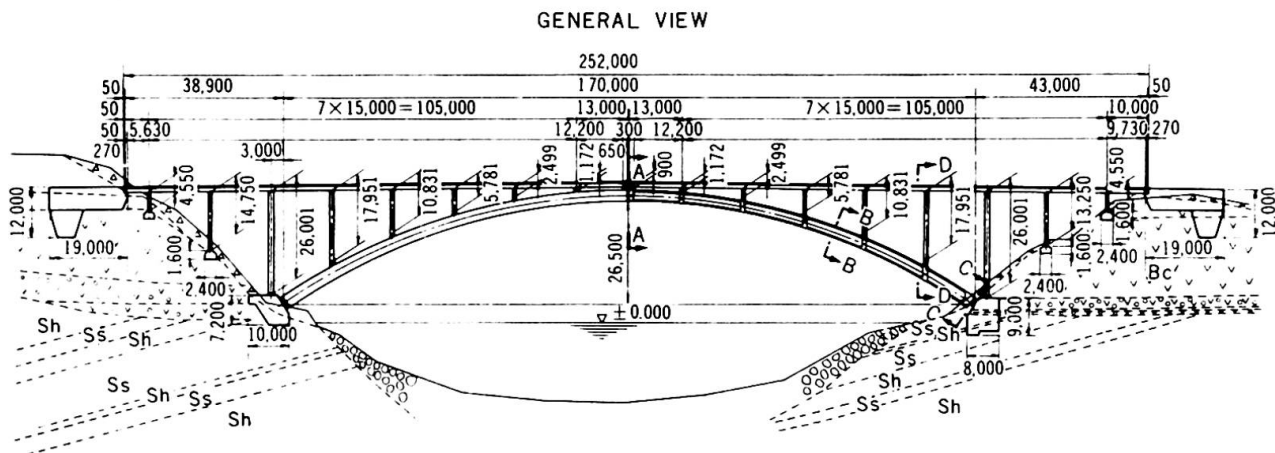 GENERAL VIEW
252,000
50 38,900 170,000 43,000 50
50 7×15,000=105,000 13,000 13,000 7×15,000=105,000 10,000
50 5,630 12,200 300 12,200 9,730 270
270 3,000 650
4.550 14.750 26.001 17.951 10.831 5.781 2.499 1.172 A 900 1.172 2.499 5.781 D 10.831 17.951 26.001 13.250 4.550
12.000 1.600 B 1.600 1.600 12.000
19,000 A B 2,400 19,000
26,500 C 2,400 Bc
2,400 D
7,200 ±0.000 C 9,000
10,000 8,000
Sh Ss Sh Ss Sh
Ss Sh Ss Sh Ss Sh